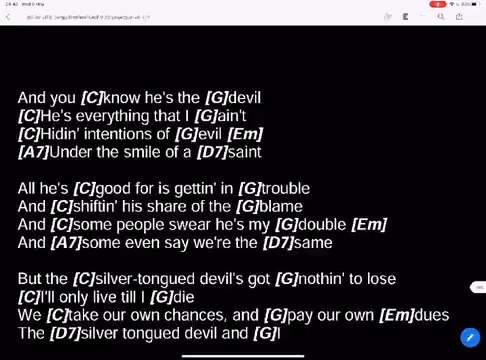 And you [C]know he's the [G]devil
[C]He's everything that I [G]ain't
[C]Hidin' intentions of [G]evil [Em]
[A7]Under the smile of a [D7]saint
All he's [C]good for is gettin' in [G]trouble
And [C]shiftin' his share of the [G]blame
And [C]some people swear he's my [G]double [Em]
And [A7]some even say we're the [D7]same
But the [C]silver-tongued devil's got [G]nothin' to lose
[C]I'll only live till I [G]die
We [C]take our own chances, and [G]pay our own [Em]dues
The [D7]silver tongued devil and [G]I